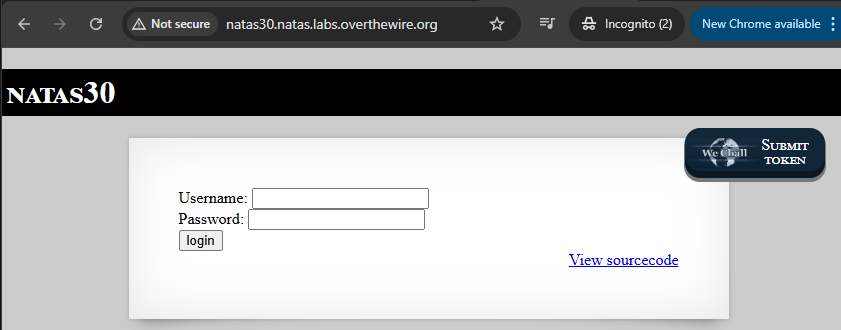 Not secure natas30.natas.labs.overthewire.org Incognito (2) New Chrome available
NATAS30
We Chall SUBMIT
TOKEN
Username:
Password:
login
View sourcecode